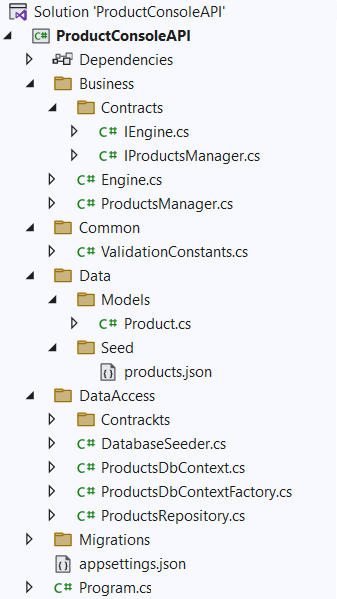 Solution 'ProductConsoleAPI'
C# ProductConsoleAPI
Dependencies
Business
Contracts
C# IEngine.cs
C# IProductsManager.cs
C# Engine.cs
C# ProductsManager.cs
Common
C# ValidationConstants.cs
Data
Models
C# Product.cs
Seed
products.json
DataAccess
Contrackts
C# DatabaseSeeder.cs
C# ProductsDbContext.cs
C# ProductsDbContextFactory.cs
C# ProductsRepository.cs
Migrations
appsettings.json
C# Program.cs